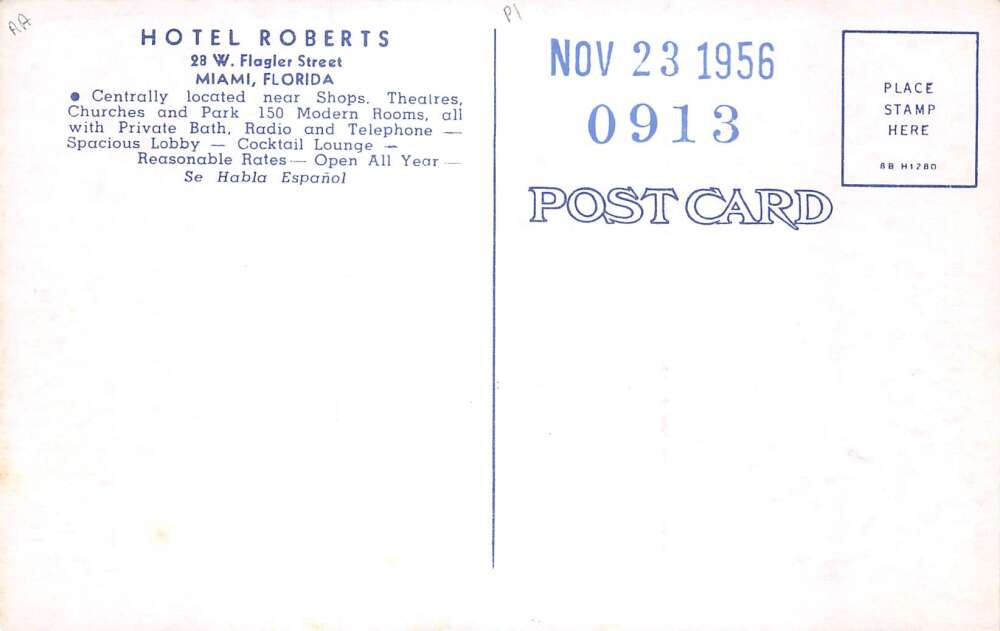 AA
P1
HOTEL ROBERTS
28 W. Flagler Street
MIAMI, FLORIDA
● Centrally located near Shops, Theatres,
Churches and Park 150 Modern Rooms, all
with Private Bath, Radio and Telephone —
Spacious Lobby — Cocktail Lounge —
Reasonable Rates — Open All Year —
Se Habla Español
NOV 23 1956
0913
POST CARD
PLACE
STAMP
HERE
8B H1280